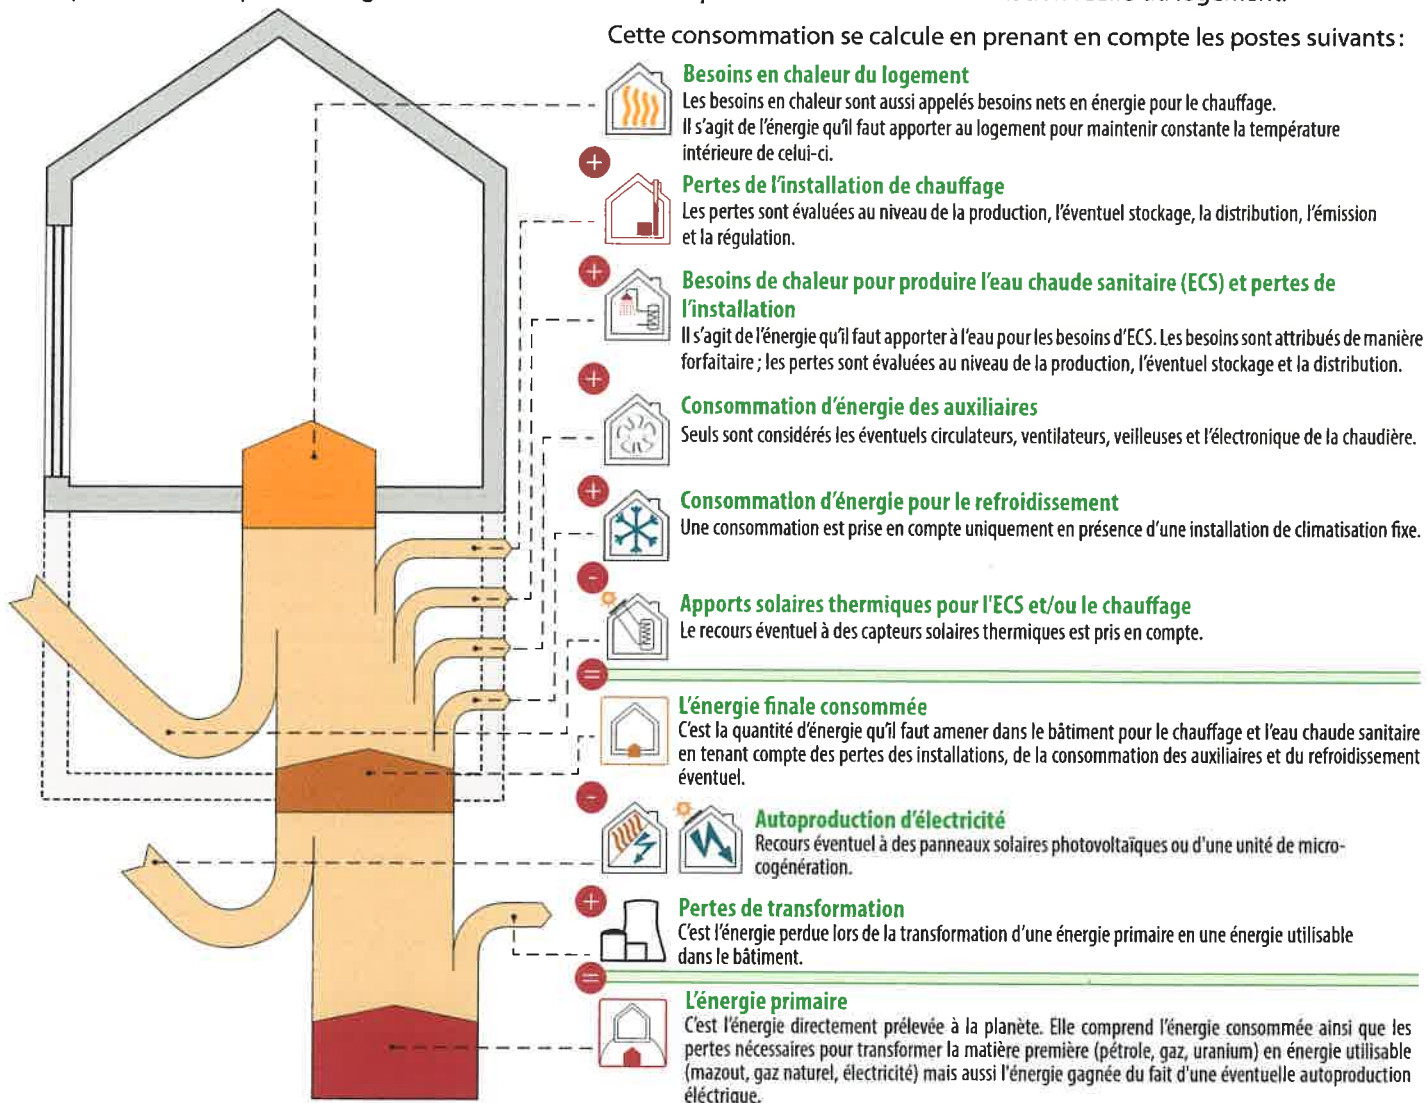 Cette consommation se calcule en prenant en compte les postes suivants :
Besoins en chaleur du logement
Les besoins en chaleur sont aussi appelés besoins nets en énergie pour le chauffage.
Il s'agit de l'énergie qu'il faut apporter au logement pour maintenir constante la température
intérieure de celui-ci.
+
Pertes de l'installation de chauffage
Les pertes sont évaluées au niveau de la production, l'éventuel stockage, la distribution, l'émission
et la régulation.
+
Besoins de chaleur pour produire l'eau chaude sanitaire (ECS) et pertes de
l'installation
Il s'agit de l'énergie qu'il faut apporter à l'eau pour les besoins d'ECS. Les besoins sont attribués de manière
forfaitaire ; les pertes sont évaluées au niveau de la production, l'éventuel stockage et la distribution.
+
Consommation d'énergie des auxiliaires
Seuls sont considérés les éventuels circulateurs, ventilateurs, veilleuses et l'électronique de la chaudière.
+
Consommation d'énergie pour le refroidissement
Une consommation est prise en compte uniquement en présence d'une installation de climatisation fixe.
-
Apports solaires thermiques pour l'ECS et/ou le chauffage
Le recours éventuel à des capteurs solaires thermiques est pris en compte.
=
L'énergie finale consommée
C'est la quantité d'énergie qu'il faut amener dans le bâtiment pour le chauffage et l'eau chaude sanitaire
en tenant compte des pertes des installations, de la consommation des auxiliaires et du refroidissement
éventuel.
-
Autoproduction d'électricité
Recours éventuel à des panneaux solaires photovoltaïques ou d'une unité de micro-
cogénération.
+
Pertes de transformation
C'est l'énergie perdue lors de la transformation d'une énergie primaire en une énergie utilisable
dans le bâtiment.
=
L'énergie primaire
C'est l'énergie directement prélevée à la planète. Elle comprend l'énergie consommée ainsi que les
pertes nécessaires pour transformer la matière première (pétrole, gaz, uranium) en énergie utilisable
(mazout, gaz naturel, électricité) mais aussi l'énergie gagnée du fait d'une éventuelle autoproduction
éléctrique.